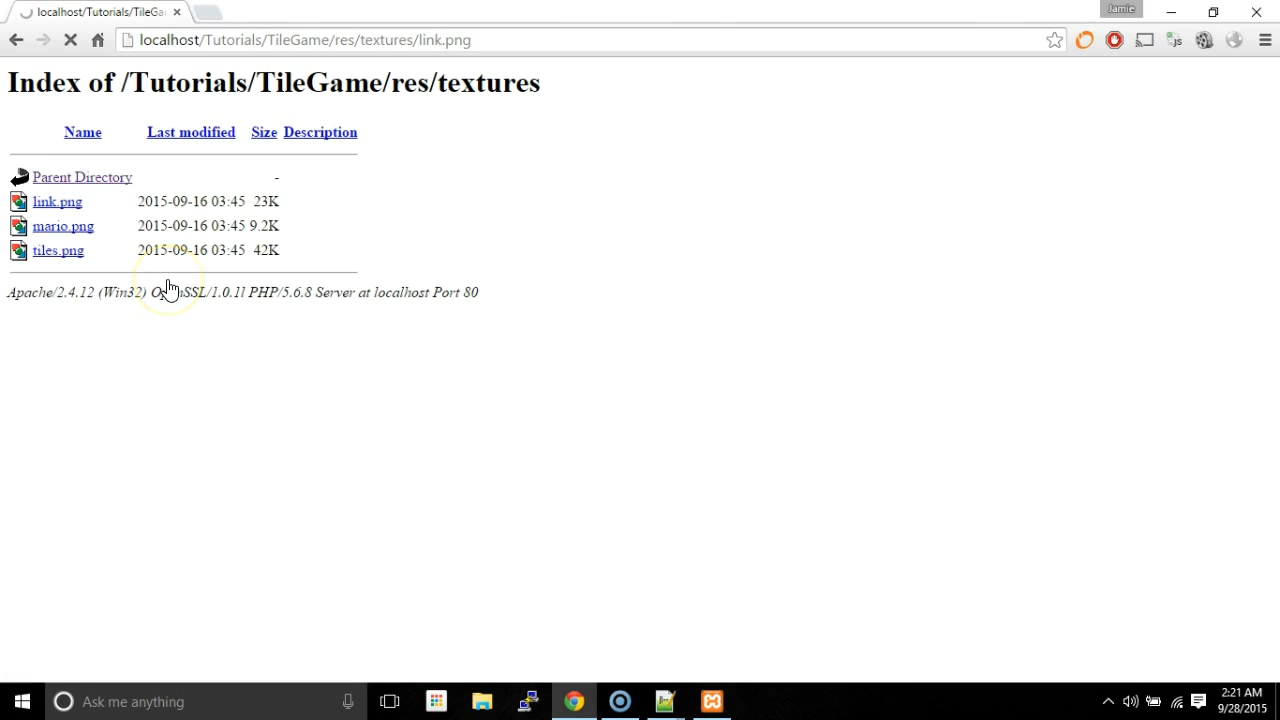 localhost/Tutorials/TileGa
Jamie
localhost/Tutorials/TileGame/res/textures/link.png
Index of /Tutorials/TileGame/res/textures
Name Last modified Size Description
Parent Directory -
link.png 2015-09-16 03:45 23K
mario.png 2015-09-16 03:45 9.2K
tiles.png 2015-09-16 03:45 42K
Apache/2.4.12 (Win32) OpenSSL/1.0.1l PHP/5.6.8 Server at localhost Port 80
Ask me anything
2:21 AM
9/28/2015